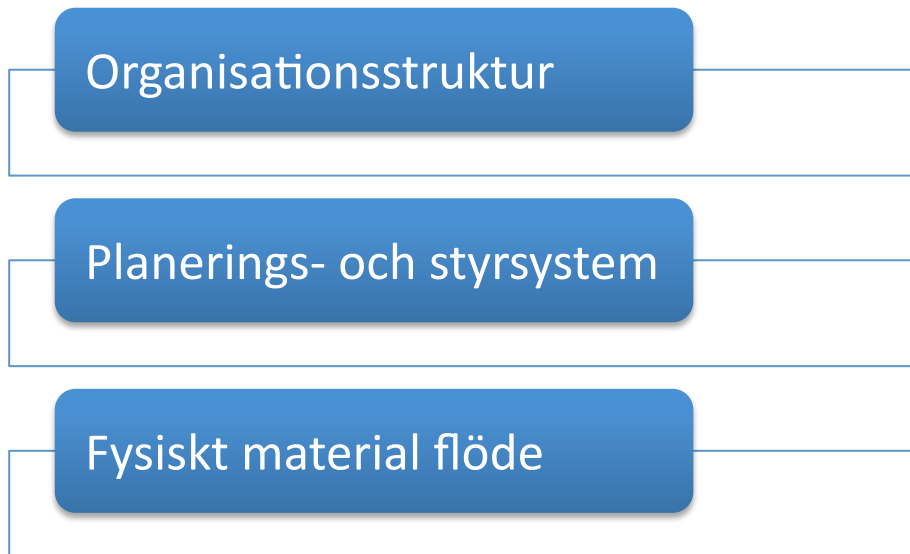 Organisationsstruktur
Planerings- och styrsystem
Fysiskt material flöde